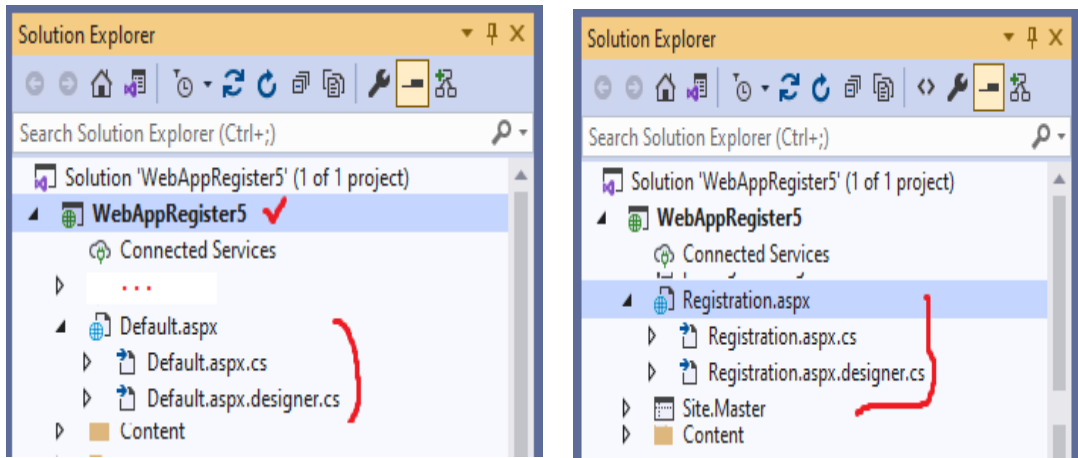 Solution Explorer
Search Solution Explorer (Ctrl+;)
Solution 'WebAppRegister5' (1 of 1 project)
WebAppRegister5
Connected Services
...
Default.aspx
Default.aspx.cs
Default.aspx.designer.cs
Content
Solution Explorer
Search Solution Explorer (Ctrl+;)
Solution 'WebAppRegister5' (1 of 1 project)
WebAppRegister5
Connected Services
Registration.aspx
Registration.aspx.cs
Registration.aspx.designer.cs
Site.Master
Content